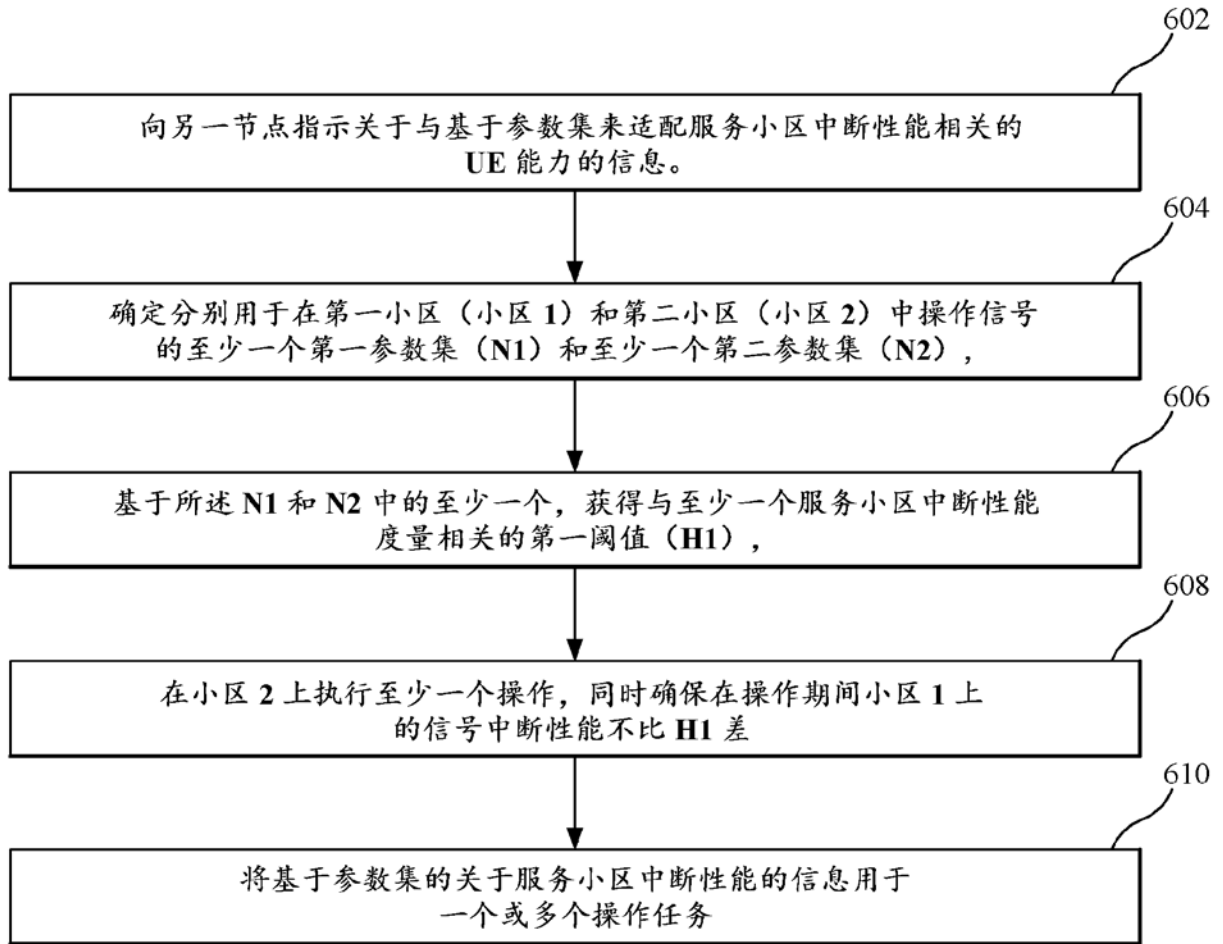 602
向另一节点指示关于与基于参数集来适配服务小区中断性能相关的
UE 能力的信息。
604
确定分别用于在第一小区（小区 1）和第二小区（小区 2）中操作信号
的至少一个第一参数集（N1）和至少一个第二参数集（N2），
606
基于所述 N1 和 N2 中的至少一个，获得与至少一个服务小区中断性能
度量相关的第一阈值（H1），
608
在小区 2 上执行至少一个操作，同时确保在操作期间小区 1 上
的信号中断性能不比 H1 差
610
将基于参数集的关于服务小区中断性能的信息用于
一个或多个操作任务